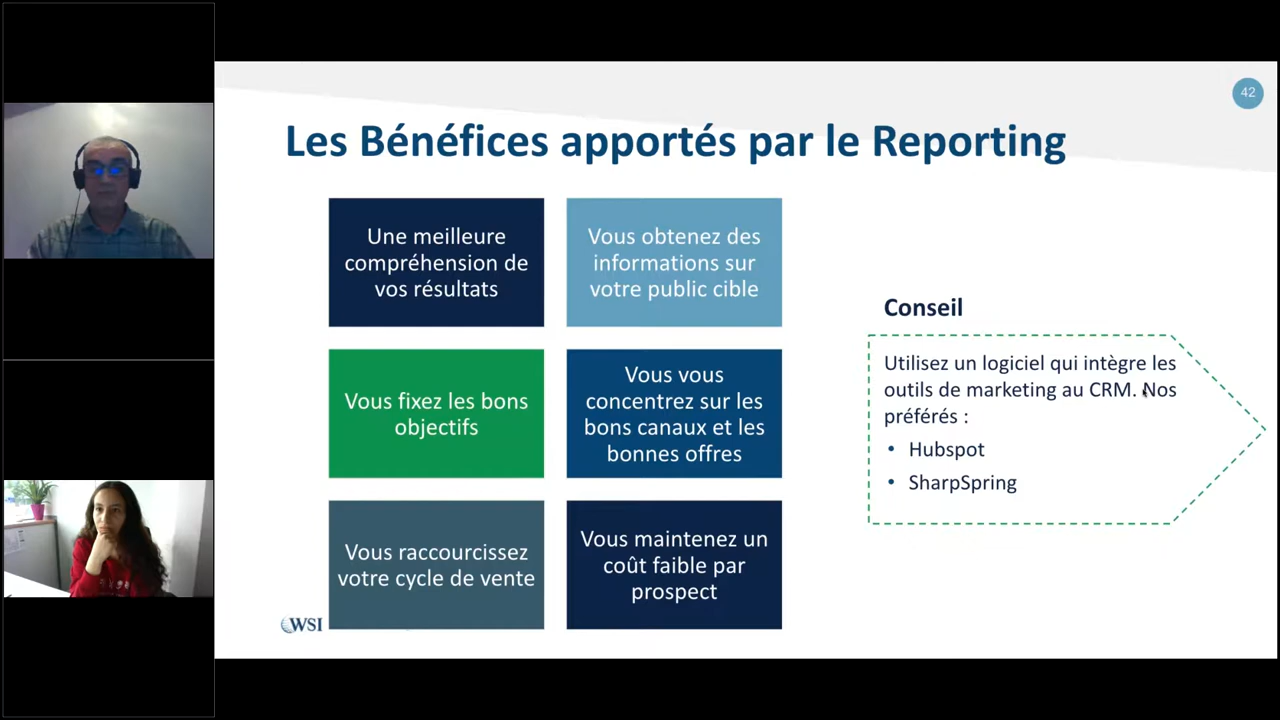 42
Les Bénéfices apportés par le Reporting
Une meilleure
compréhension de
vos résultats
Vous obtenez des
informations sur
votre public cible
Vous fixez les bons
objectifs
Vous vous
concentrez sur les
bons canaux et les
bonnes offres
Vous raccourcissez
votre cycle de vente
Vous maintenez un
coût faible par
prospect
Conseil
Utilisez un logiciel qui intègre les
outils de marketing au CRM. Nos
préférés :
• Hubspot
• SharpSpring
WSI